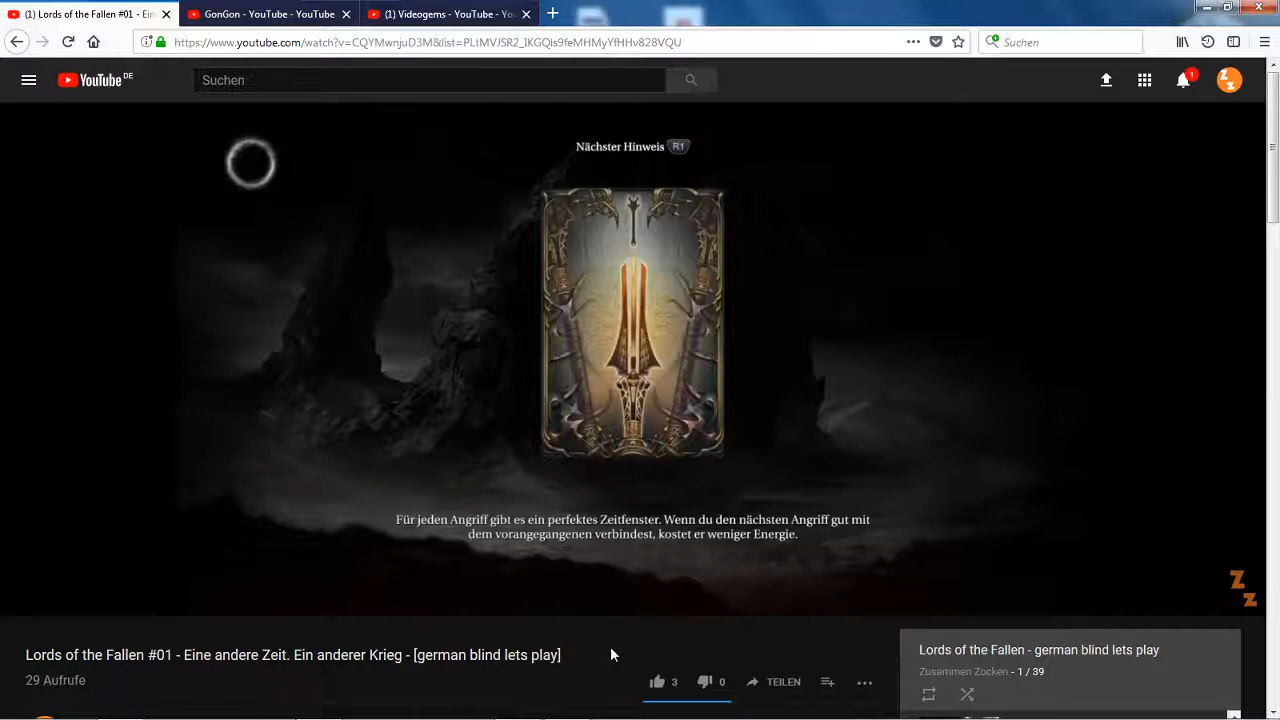 (1) Lords of the Fallen #01 - Ein
GonGon - YouTube - YouTube
(1) Videogems - YouTube - Yo
https://www.youtube.com/watch?v=CQYMwnjuD3M&list=PLtMVJSR2_IKGQls9feMHMyYfHHv828VQU
Suchen
YouTube DE
Suchen
1
Nächster Hinweis R1
Für jeden Angriff gibt es ein perfektes Zeitfenster. Wenn du den nächsten Angriff gut mit
dem vorangegangenen verbindest, kostet er weniger Energie.
Z
Z
Lords of the Fallen #01 - Eine andere Zeit. Ein anderer Krieg - [german blind lets play]
29 Aufrufe
3
0
TEILEN
Lords of the Fallen - german blind lets play
Zusammen Zocken - 1 / 39